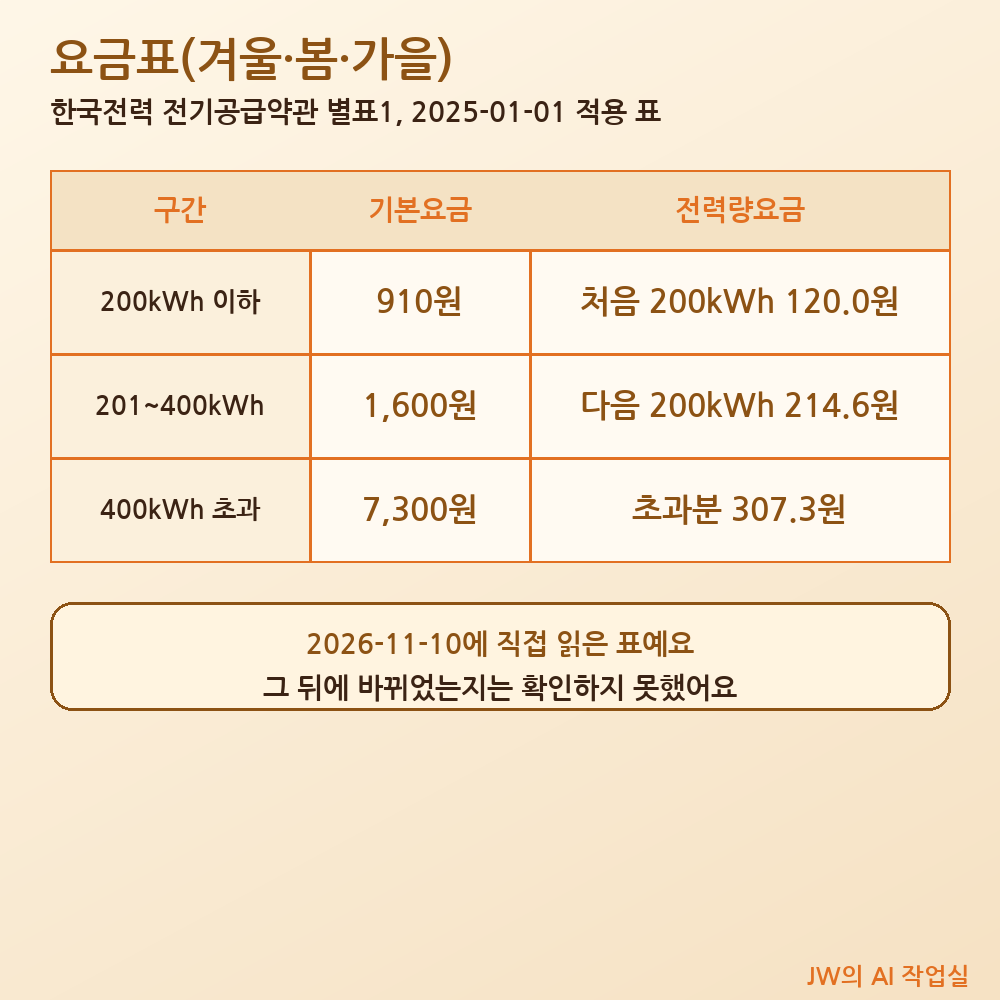 요금표(겨울·봄·가을)
한국전력 전기공급약관 별표1, 2025-01-01 적용 표
구간 기본요금 전력량요금
200kWh 이하 910원 처음 200kWh 120.0원
201~400kWh 1,600원 다음 200kWh 214.6원
400kWh 초과 7,300원 초과분 307.3원
2026-11-10에 직접 읽은 표예요
그 뒤에 바뀌었는지는 확인하지 못했어요
JW의 AI 작업실